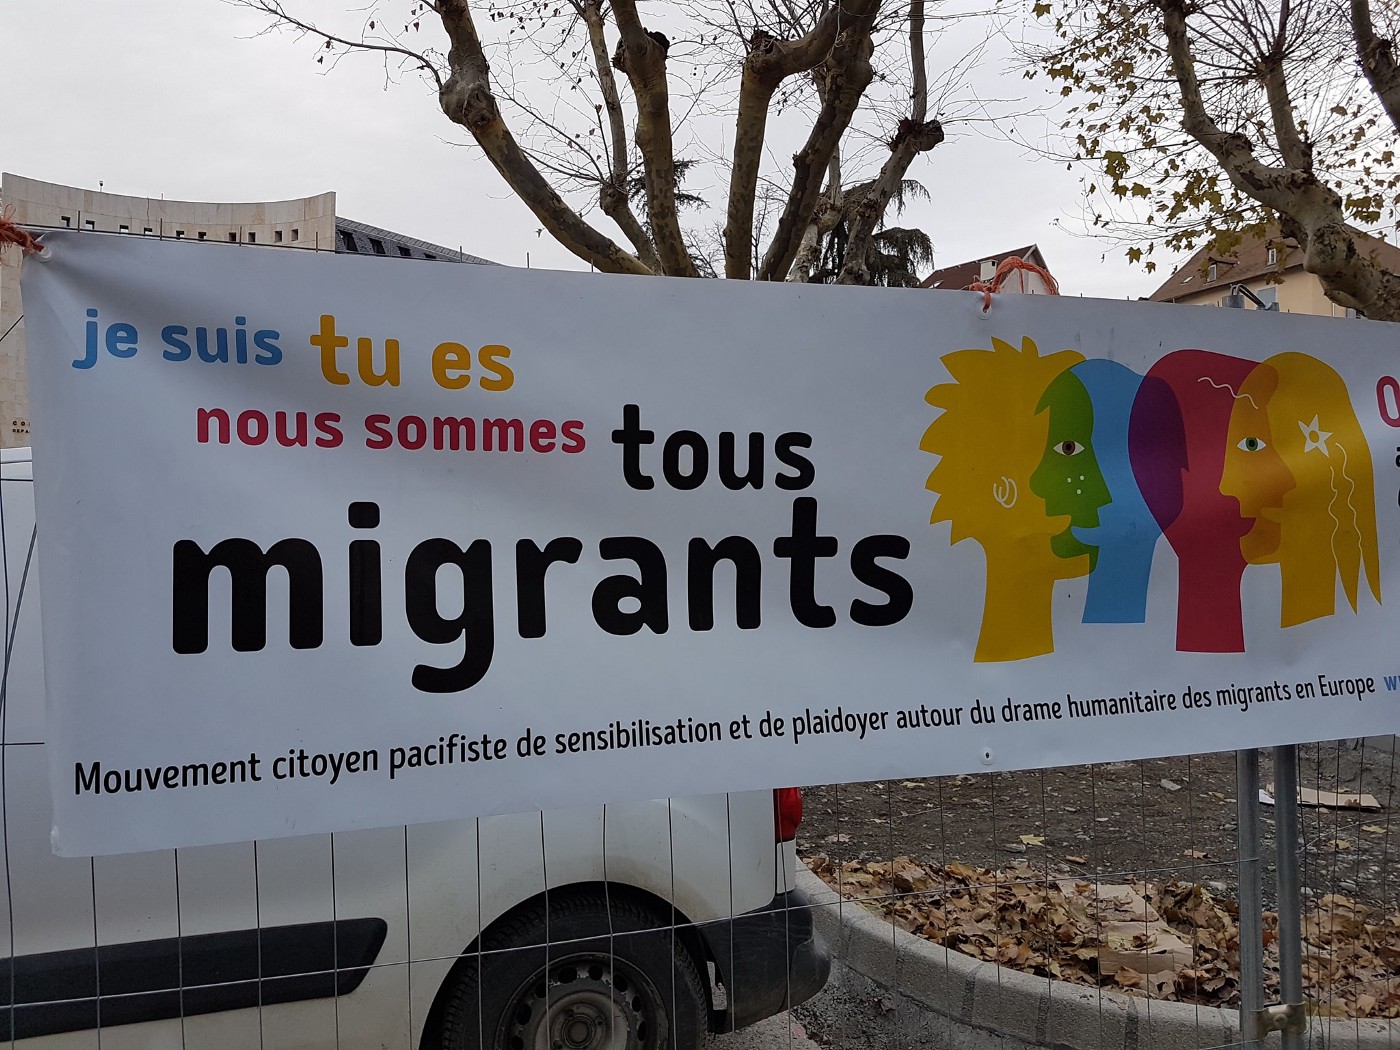 je suis tu es
nous sommes tous
migrants
Mouvement citoyen pacifiste de sensibilisation et de plaidoyer autour du drame humanitaire des migrants en Europe